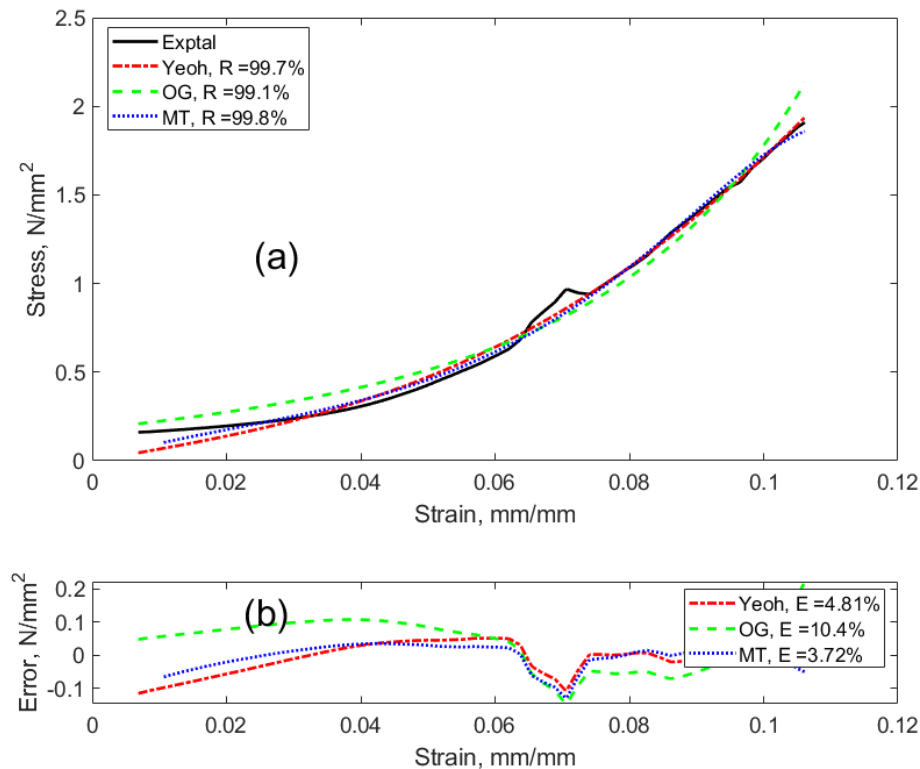 2.5
2
1.5
1
0.5
0
Stress, N/mm2
Exptal
Yeoh, R =99.7%
OG, R =99.1%
MT, R =99.8%
(a)
0 0.02 0.04 0.06 0.08 0.1 0.12
Strain, mm/mm
0.2
0.1
0
-0.1
Error, N/mm2
(b)
Yeoh, E =4.81%
OG, E =10.4%
MT, E =3.72%
0 0.02 0.04 0.06 0.08 0.1 0.12
Strain, mm/mm